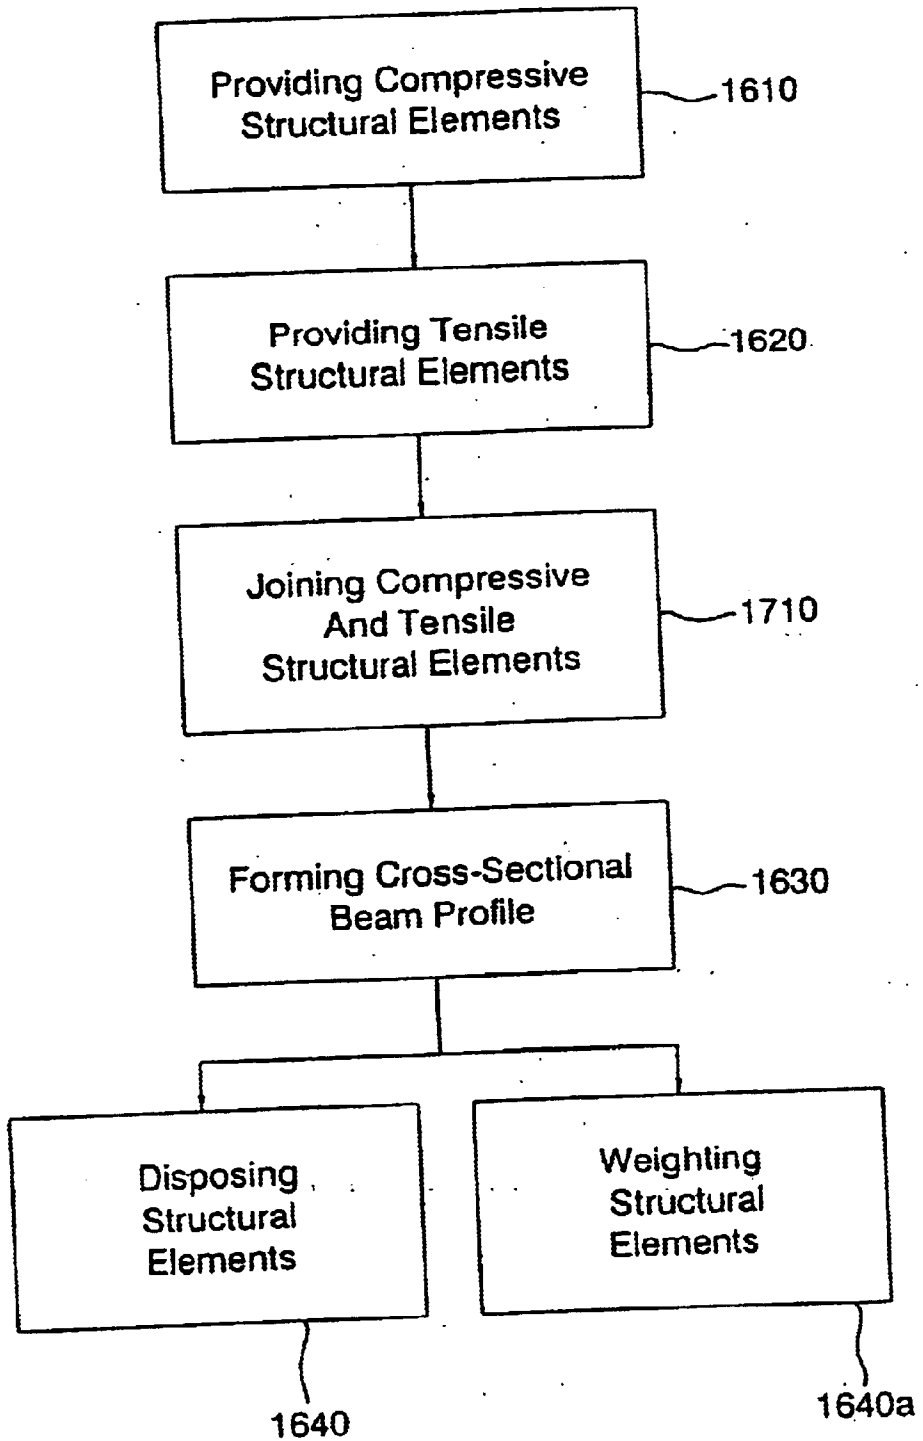 Providing Compressive
Structural Elements
1610
Providing Tensile
Structural Elements
1620
Joining Compressive
And Tensile
Structural Elements
1710
Forming Cross-Sectional
Beam Profile
1630
Disposing
Structural
Elements
Weighting
Structural
Elements
1640
1640a